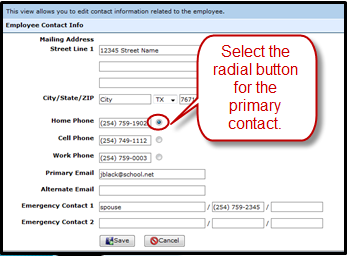 This view allows you to edit contact information related to the employee.
Employee Contact Info
Mailing Address
Street Line 1 12345 Street Name
City/State/ZIP City TX 7671
Home Phone (254) 759-1902
Cell Phone (254) 749-1112
Work Phone (254) 759-0003
Primary Email jblack@school.net
Alternate Email
Emergency Contact 1 spouse / (254) 759-2345 /
Emergency Contact 2 / /
Save Cancel
Select the
radial button
for the
primary
contact.